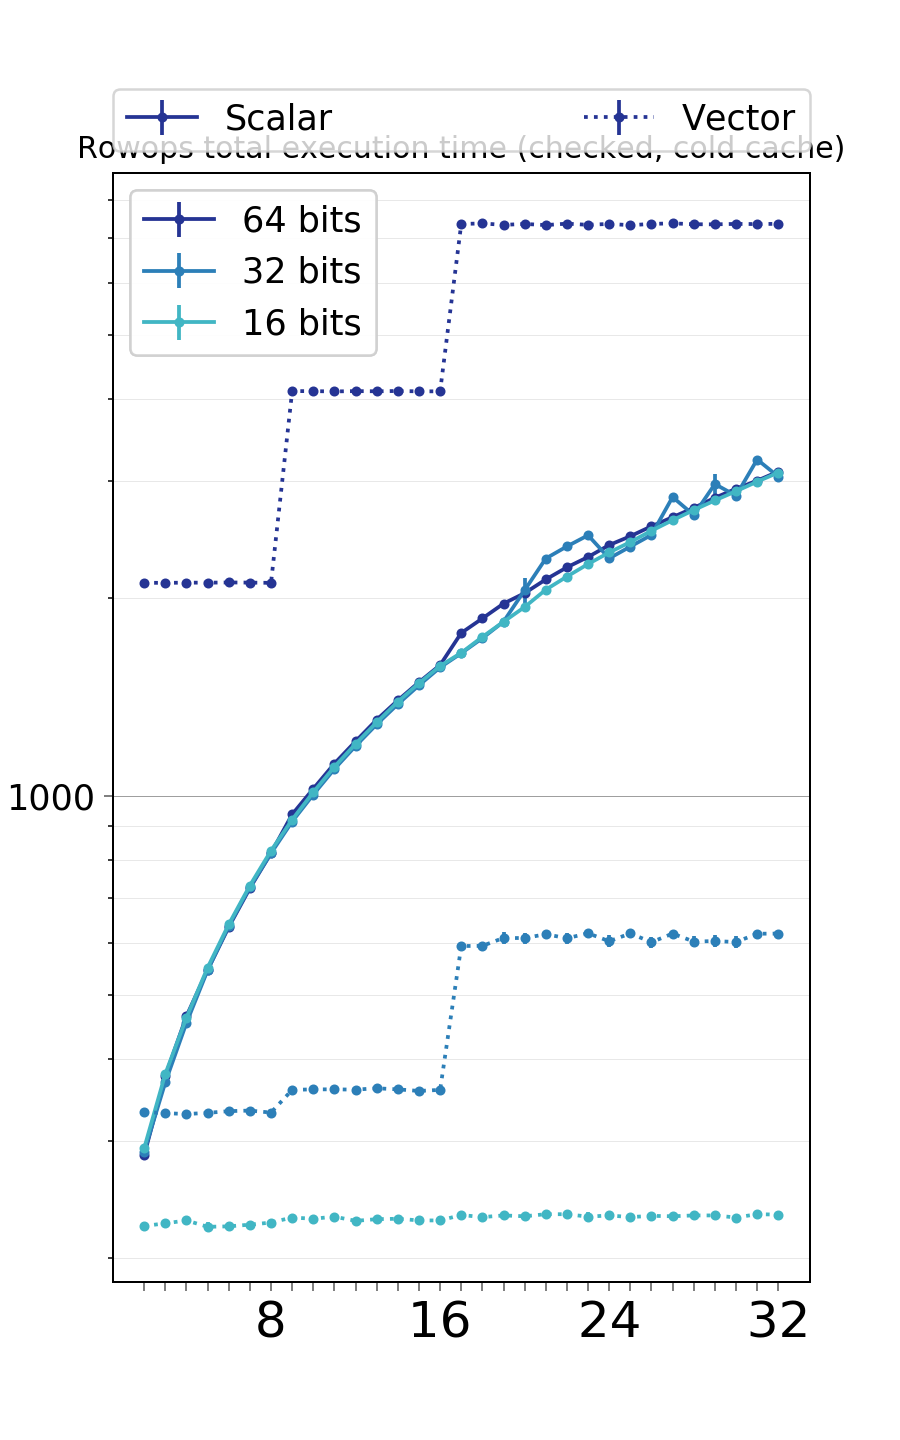 Scalar Vector
Rowops total execution time (checked, cold cache)
64 bits
32 bits
16 bits
1000
8 16 24 32